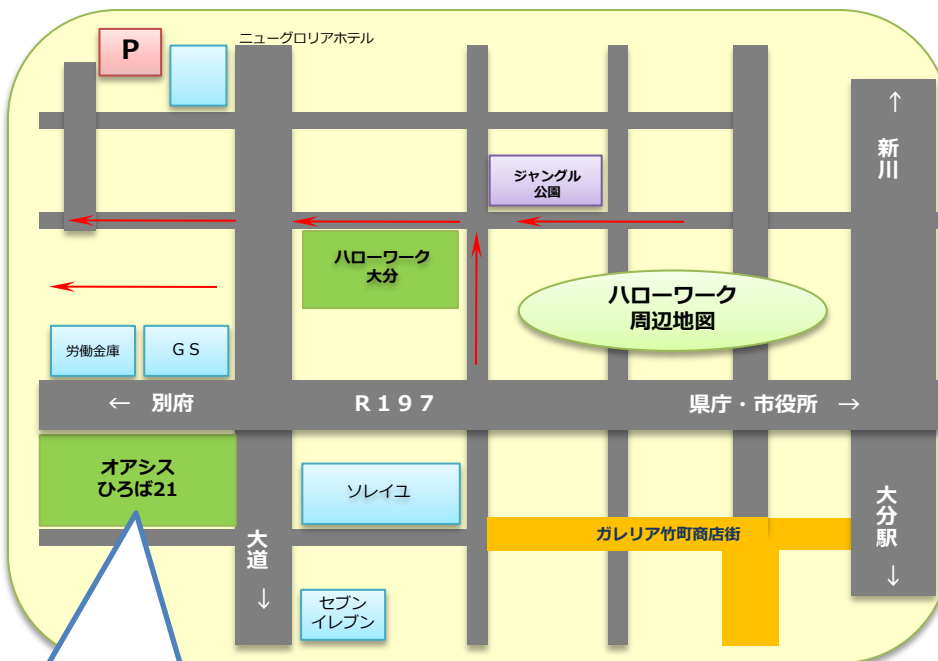 ニューグロリアホテル
P
↑
新川
ジャングル
公園
ハローワーク
大分
ハローワーク
周辺地図
労働金庫
ＧＳ
← 別府
Ｒ１９７
県庁・市役所 →
オアシス
ひろば21
ソレイユ
大分駅
↓
ガレリア竹町商店街
大道
↓
セブン
イレブン